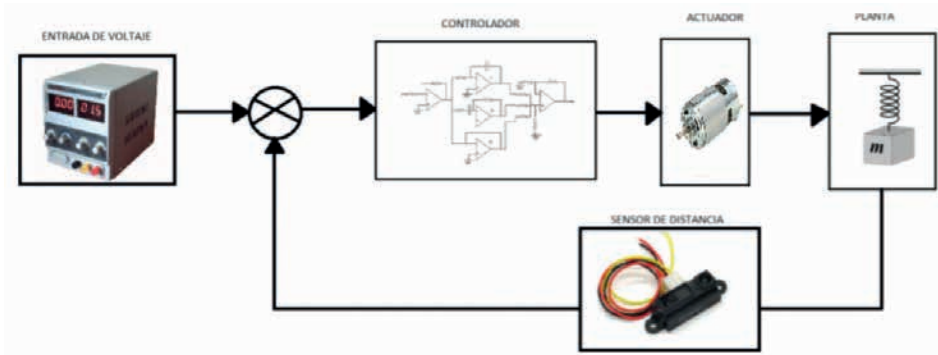 ENTRADA DE VOLTAJE
CONTROLADOR
ACTUADOR
PLANTA
m
SENSOR DE DISTANCIA